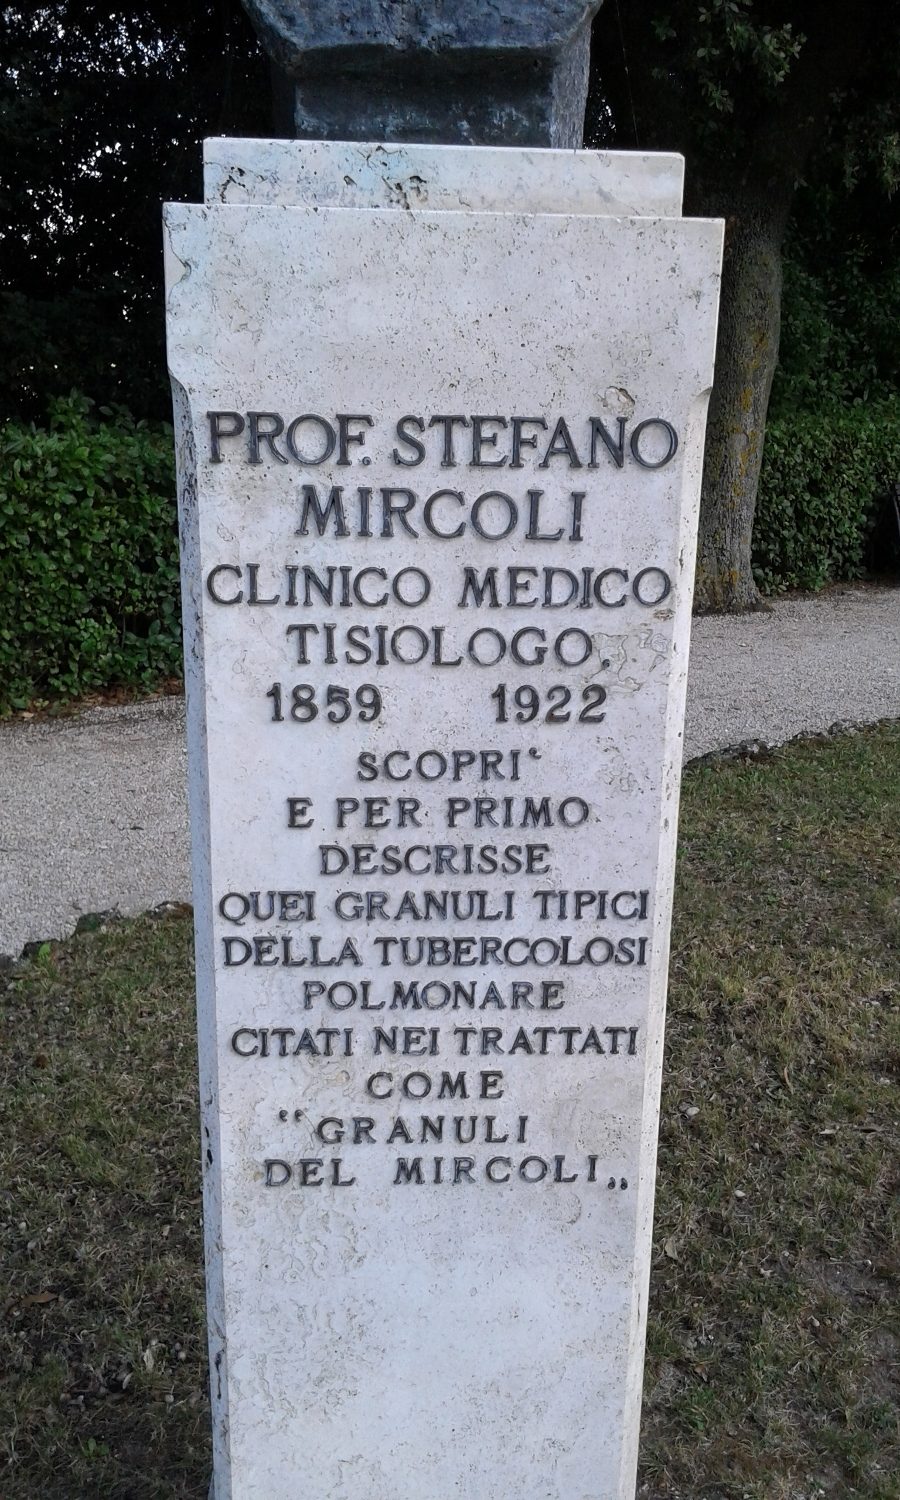 PROF. STEFANO
MIRCOLI
CLINICO MEDICO
TISIOLOGO.
1859 1922
SCOPRI'
E PER PRIMO
DESCRISSE
QUEI GRANULI TIPICI
DELLA TUBERCOLOSI
POLMONARE
CITATI NEI TRATTATI
COME
“GRANULI
DEL MIRCOLI„